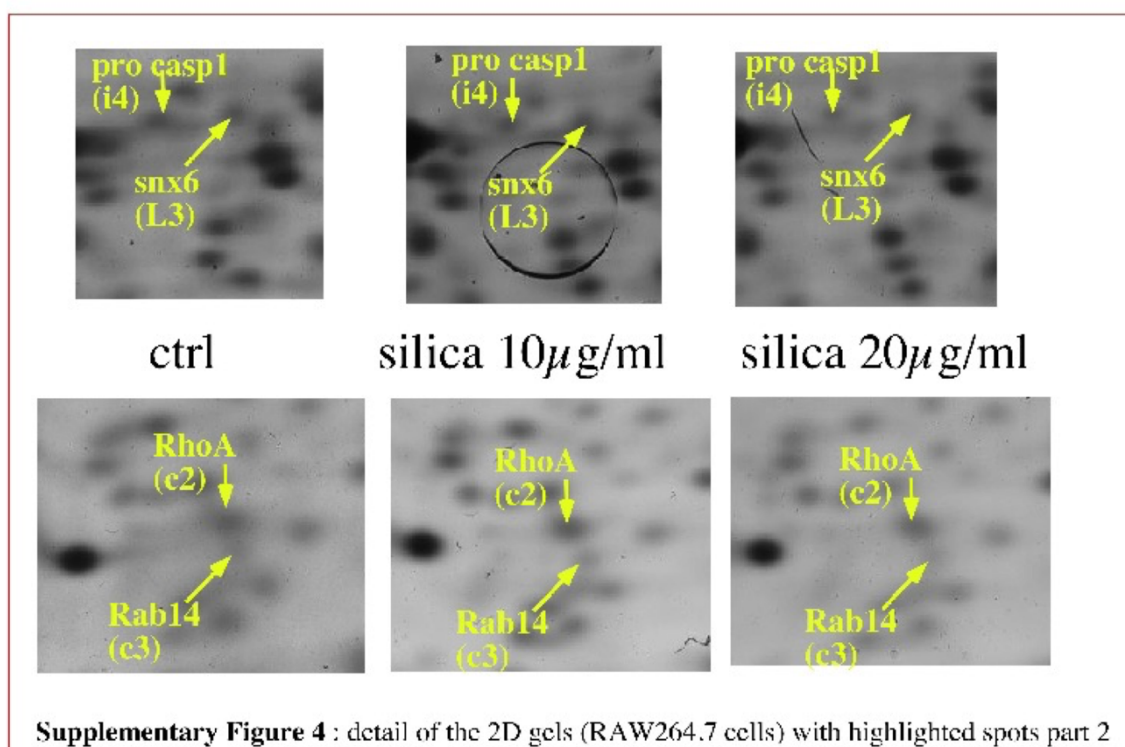 pro casp1
(i4)
snx6
(L3)
pro casp1
(i4)
snx6
(L3)
pro casp1
(i4)
snx6
(L3)
ctrl
silica 10µg/ml
silica 20µg/ml
RhoA
(c2)
Rab14
(c3)
RhoA
(c2)
Rab14
(c3)
RhoA
(c2)
Rab14
(c3)
Supplementary Figure 4 : detail of the 2D gels (RAW264.7 cells) with highlighted spots part 2